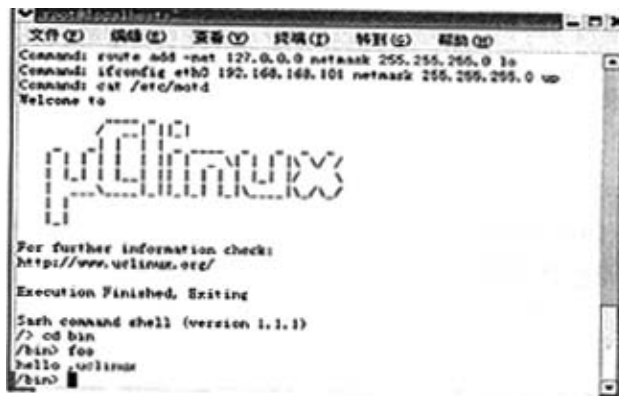 文件(F) 编辑(E) 查看(V) 终端(T) 转到(G) 帮助(H)
Command: route add -net 127.0.0.0 netmask 255.255.255.0 lo
Command: ifconfig eth0 192.168.168.101 netmask 255.255.255.0 up
Command: cat /etc/motd
Welcome to
μClinux
For further information check:
http://www.uclinux.org/
Execution Finished, Exiting
Sash command shell (version 1.1.1)
/> cd bin
/bin> foo
hello ,uclinux
/bin>